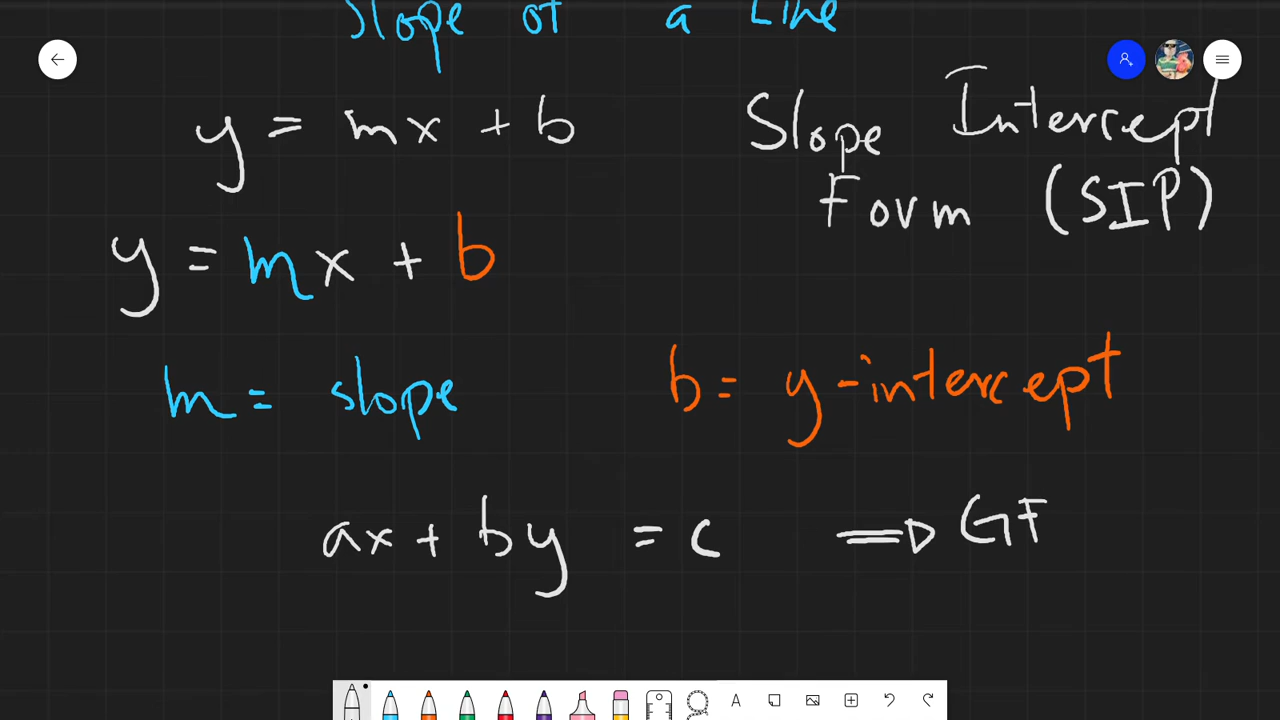 Slope of a Line
y = mx + b
Slope Intercept
Form (SIP)
y = mx + b
m = slope
b = y-intercept
ax + by = c ⇒ GF
A